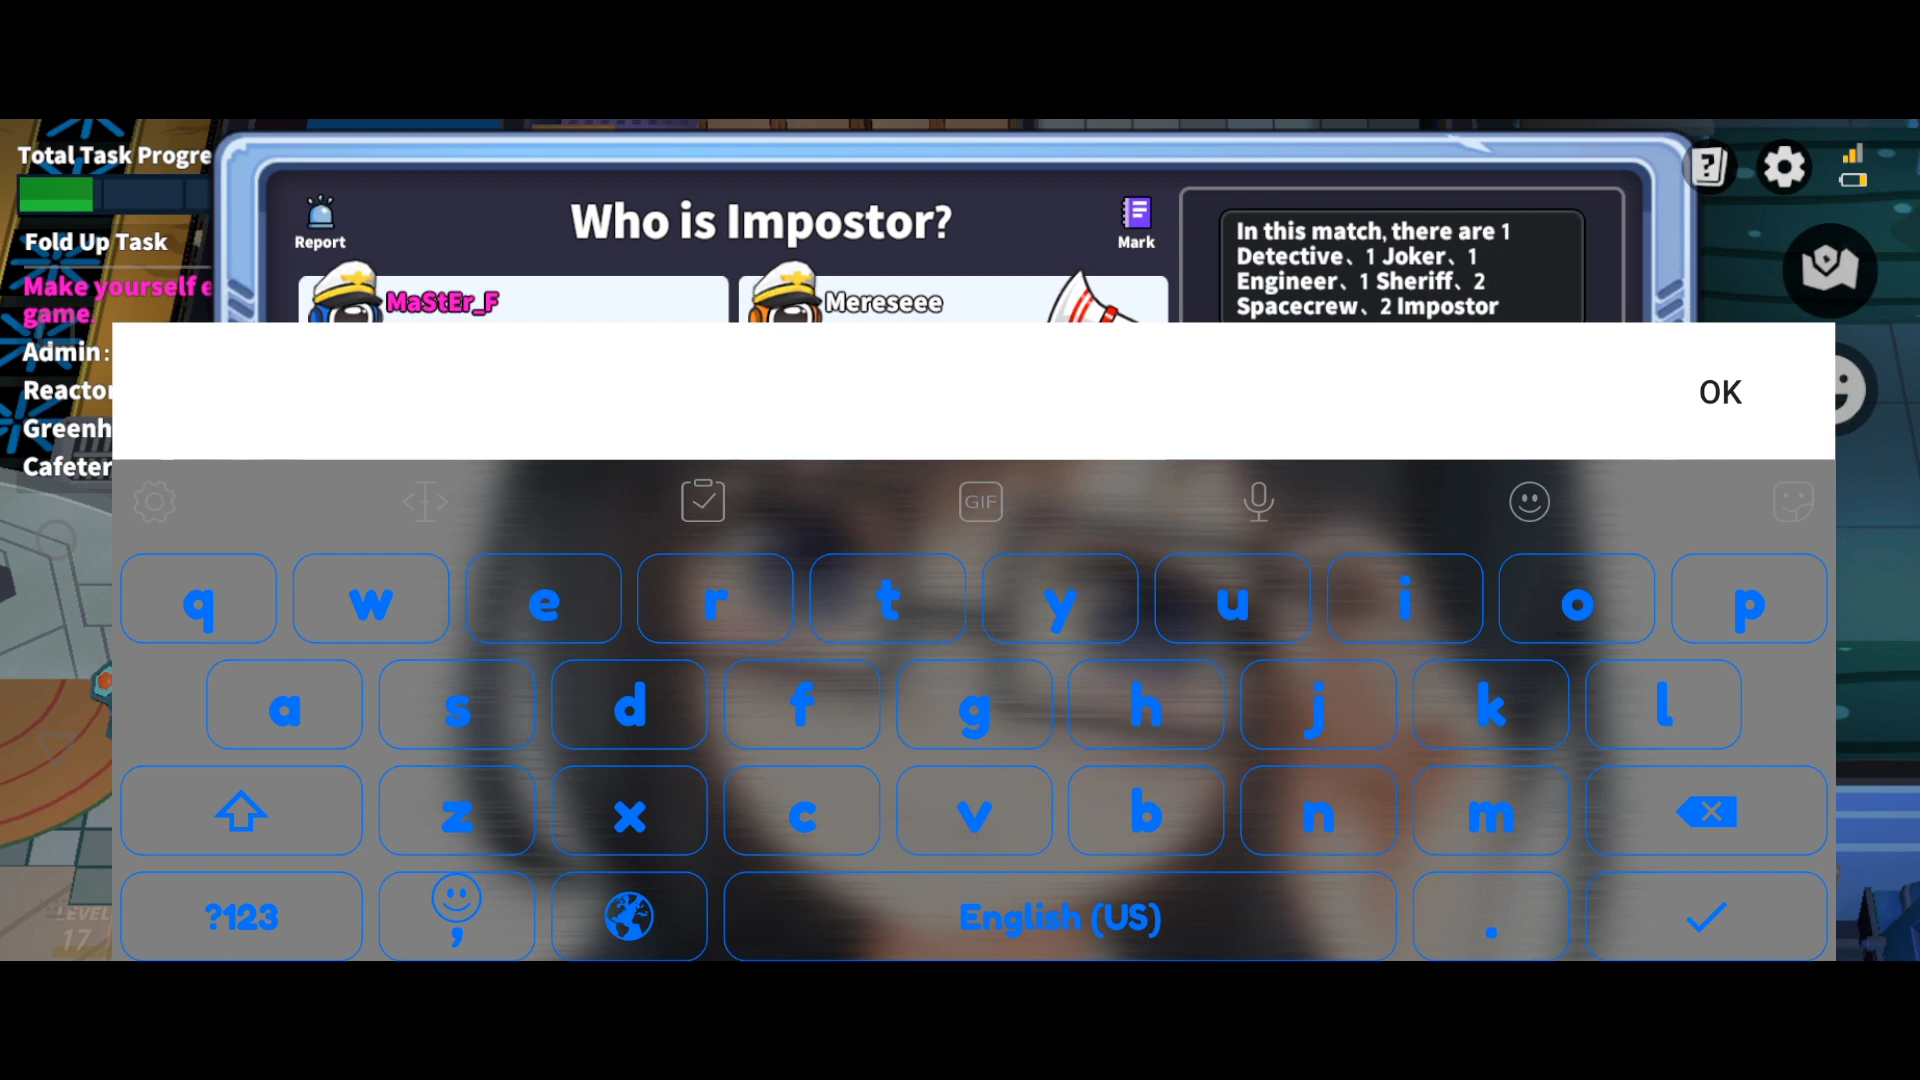 Total Task Progre
Fold Up Task
Make yourself e
game.
Admin:
Reactor
Greenh
Cafeter
Report
Who is Impostor?
Mark
MaStEr_F
Mereseee
In this match, there are 1
Detective、1 Joker、1
Engineer、1 Sheriff、2
Spacecrew、2 Impostor
OK
GIF
q w e r t y u i o p
a s d f g h j k l
z x c v b n m
?123 , English (US) .
LEVEL
17